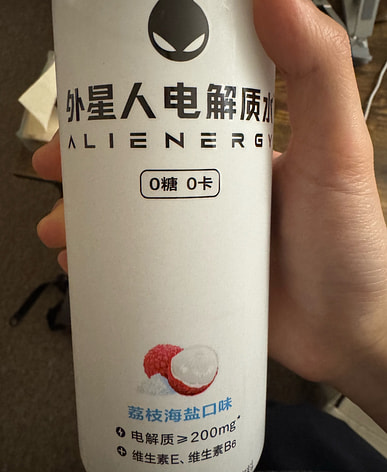 外星人电解质水
ALIENERGY
0糖 0卡
荔枝海盐口味
电解质≥200mg*
维生素E、维生素B6